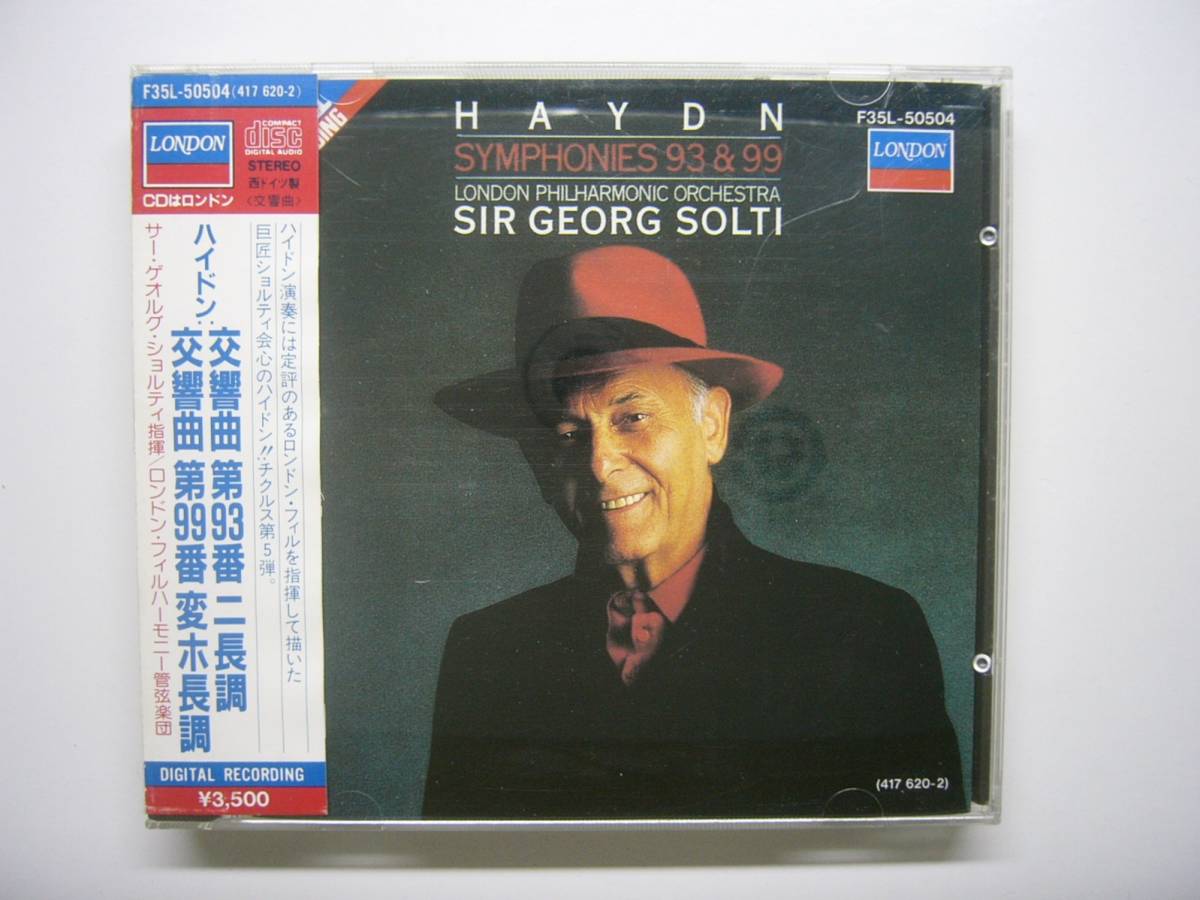 F35L-50504(417 620-2)
LONDON
COMPACT
disc
DIGITAL AUDIO
STEREO
西ドイツ製
〈交響曲〉
CDはロンドン
ハイドン演奏には定評のあるロンドン・フィルを指揮して描いた
巨匠ショルティ会心のハイドン!!:チクルス第5弾。
ハイドン:
交響曲 第93番 ニ長調
交響曲 第99番 変ホ長調
サー・ゲオルグ・ショルティ指揮/ロンドン・フィルハーモニー管弦楽団
DIGITAL RECORDING
¥3,500
HAYDN
SYMPHONIES 93 & 99
LONDON PHILHARMONIC ORCHESTRA
SIR GEORG SOLTI
F35L-50504
LONDON
(417 620-2)